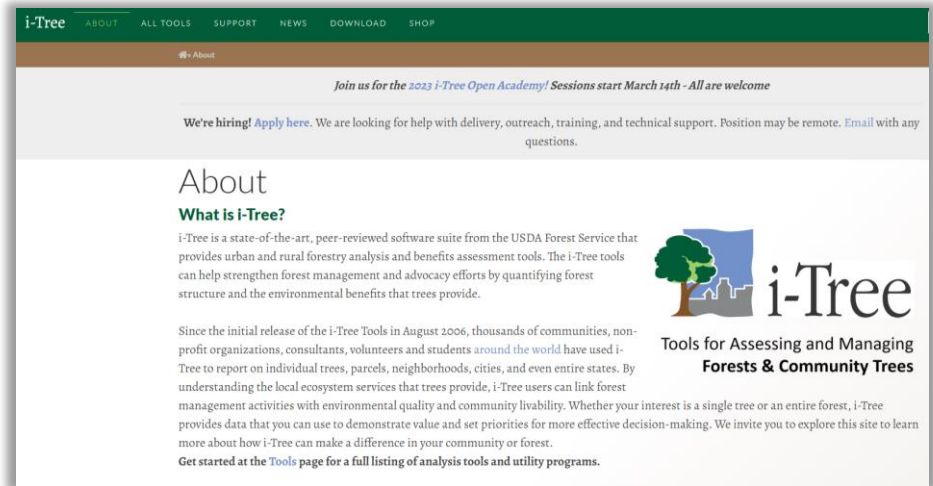 i-Tree ABOUT ALL TOOLS SUPPORT NEWS DOWNLOAD SHOP
» About
Join us for the 2023 i-Tree Open Academy! Sessions start March 14th - All are welcome
We're hiring! Apply here. We are looking for help with delivery, outreach, training, and technical support. Position may be remote. Email with any
questions.
About
What is i-Tree?
i-Tree is a state-of-the-art, peer-reviewed software suite from the USDA Forest Service that
provides urban and rural forestry analysis and benefits assessment tools. The i-Tree tools
can help strengthen forest management and advocacy efforts by quantifying forest
structure and the environmental benefits that trees provide.
i-Tree
Tools for Assessing and Managing
Forests & Community Trees
Since the initial release of the i-Tree Tools in August 2006, thousands of communities, non-
profit organizations, consultants, volunteers and students around the world have used i-
Tree to report on individual trees, parcels, neighborhoods, cities, and even entire states. By
understanding the local ecosystem services that trees provide, i-Tree users can link forest
management activities with environmental quality and community livability. Whether your interest is a single tree or an entire forest, i-Tree
provides data that you can use to demonstrate value and set priorities for more effective decision-making. We invite you to explore this site to learn
more about how i-Tree can make a difference in your community or forest.
Get started at the Tools page for a full listing of analysis tools and utility programs.